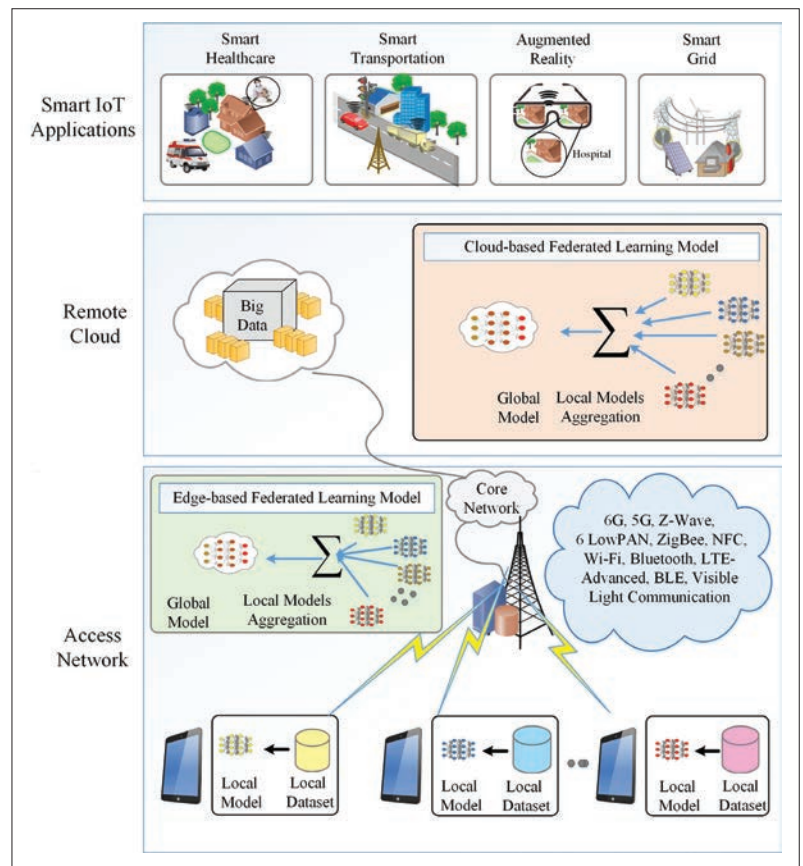 Smart IoT
Applications
Smart
Healthcare
Smart
Transportation
Augmented
Reality
Smart
Grid
Hospital
Remote
Cloud
Big
Data
Cloud-based Federated Learning Model
Global
Model
Local Models
Aggregation
∑
Access
Network
Edge-based Federated Learning Model
Global
Model
Local Models
Aggregation
∑
Core
Network
6G, 5G, Z-Wave,
6 LowPAN, ZigBee, NFC,
Wi-Fi, Bluetooth, LTE-
Advanced, BLE, Visible
Light Communication
Local
Model
Local
Dataset
Local
Model
Local
Dataset
Local
Model
Local
Dataset